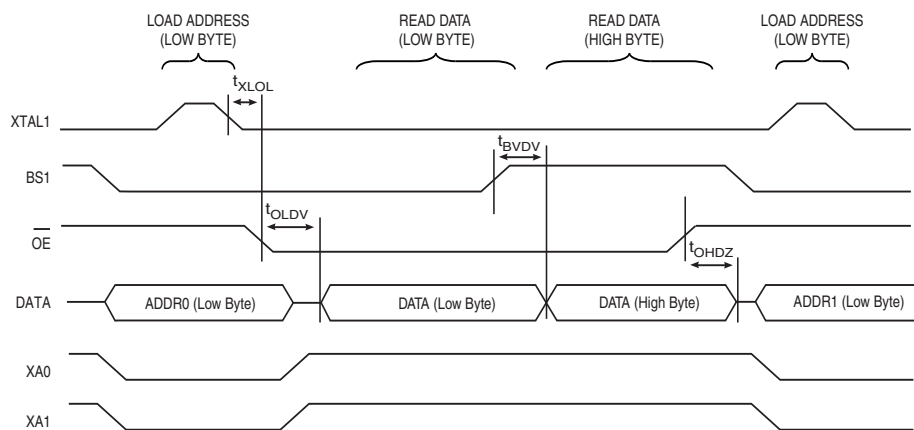 LOAD ADDRESS
(LOW BYTE)
READ DATA
(LOW BYTE)
READ DATA
(HIGH BYTE)
LOAD ADDRESS
(LOW BYTE)
tXLOL
XTAL1
tBVDV
BS1
tOLDV
OE
tOHDZ
DATA
ADDR0 (Low Byte)
DATA (Low Byte)
DATA (High Byte)
ADDR1 (Low Byte)
XA0
XA1